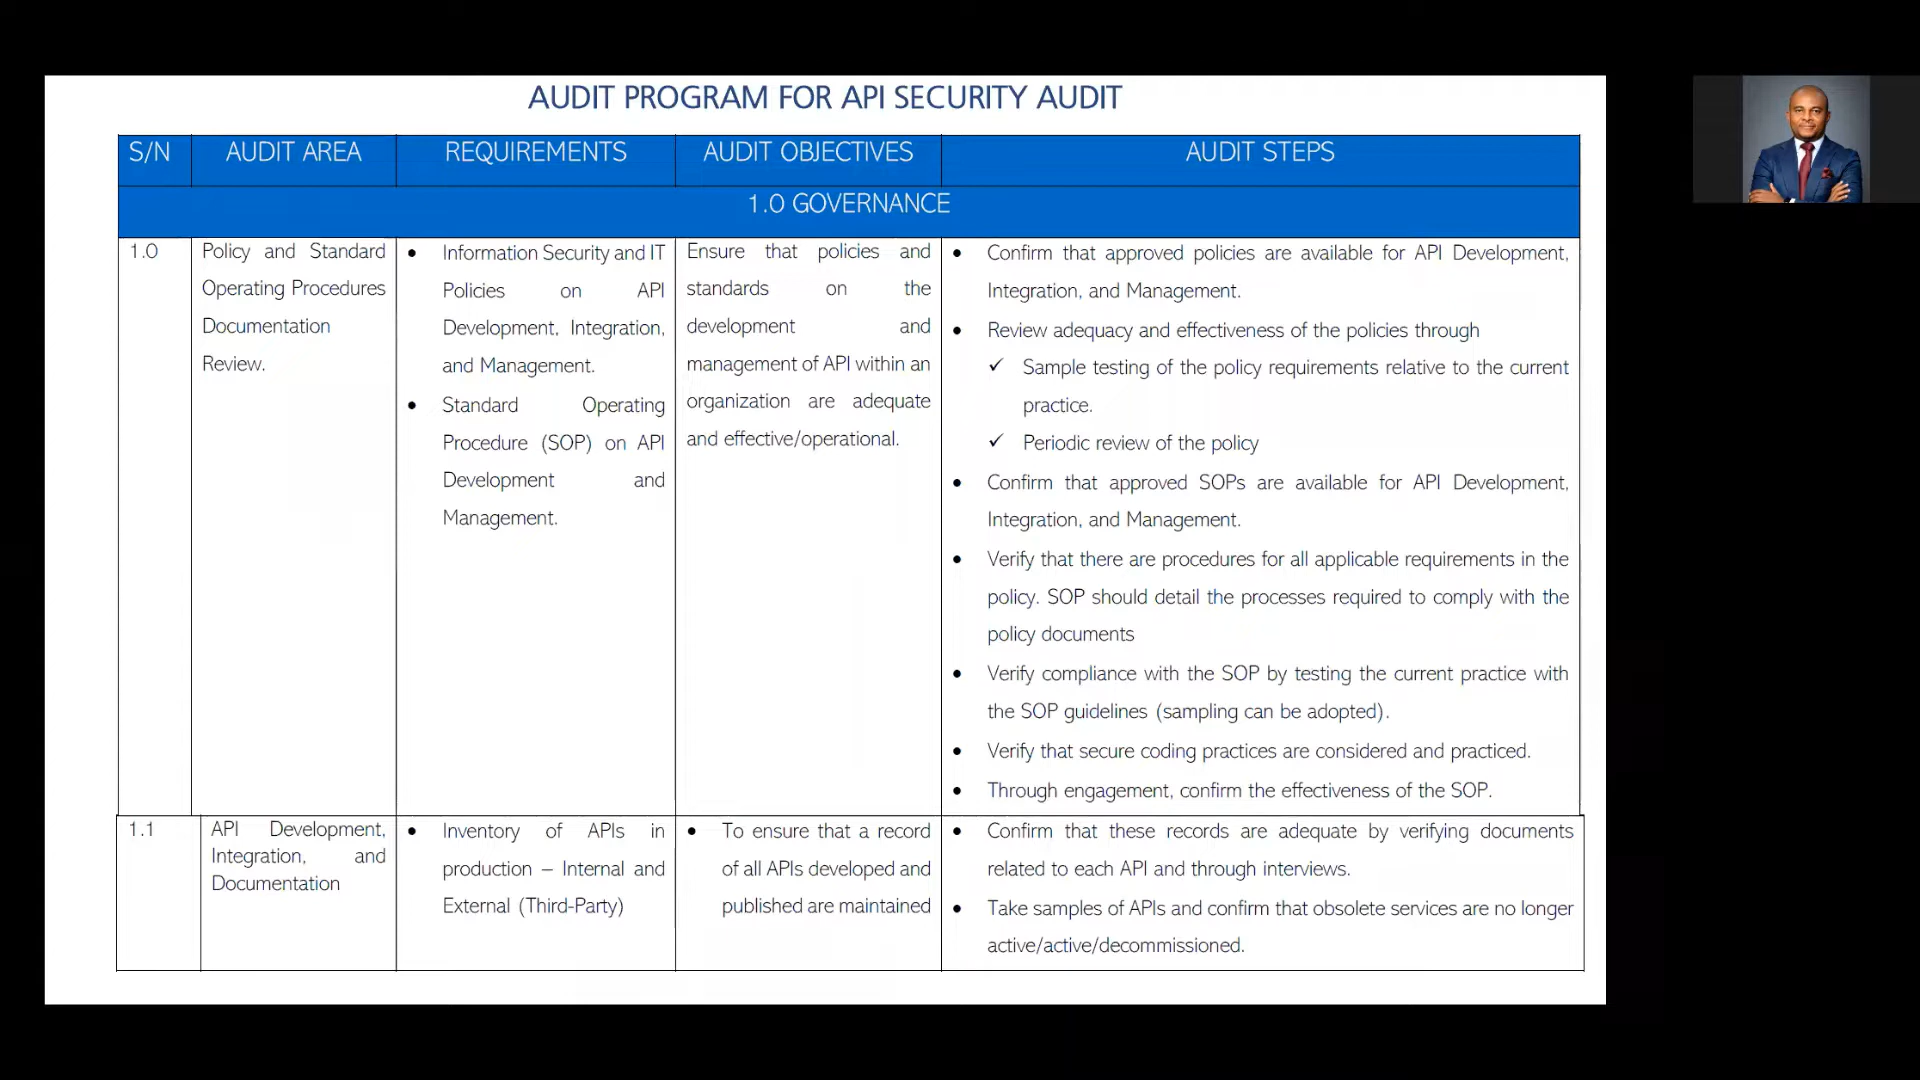 AUDIT PROGRAM FOR API SECURITY AUDIT
S/N
AUDIT AREA
REQUIREMENTS
AUDIT OBJECTIVES
AUDIT STEPS
1.0 GOVERNANCE
1.0
Policy and Standard
Operating Procedures
Documentation
Review.
• Information Security and IT
Policies on API
Development, Integration,
and Management.
• Standard Operating
Procedure (SOP) on API
Development and
Management.
Ensure that policies and
standards on the
development and
management of API within an
organization are adequate
and effective/operational.
• Confirm that approved policies are available for API Development,
Integration, and Management.
• Review adequacy and effectiveness of the policies through
✓ Sample testing of the policy requirements relative to the current
practice.
✓ Periodic review of the policy
• Confirm that approved SOPs are available for API Development,
Integration, and Management.
• Verify that there are procedures for all applicable requirements in the
policy. SOP should detail the processes required to comply with the
policy documents
• Verify compliance with the SOP by testing the current practice with
the SOP guidelines (sampling can be adopted).
• Verify that secure coding practices are considered and practiced.
• Through engagement, confirm the effectiveness of the SOP.
1.1
API Development,
Integration, and
Documentation
• Inventory of APIs in
production – Internal and
External (Third-Party)
• To ensure that a record
of all APIs developed and
published are maintained
• Confirm that these records are adequate by verifying documents
related to each API and through interviews.
• Take samples of APIs and confirm that obsolete services are no longer
active/active/decommissioned.